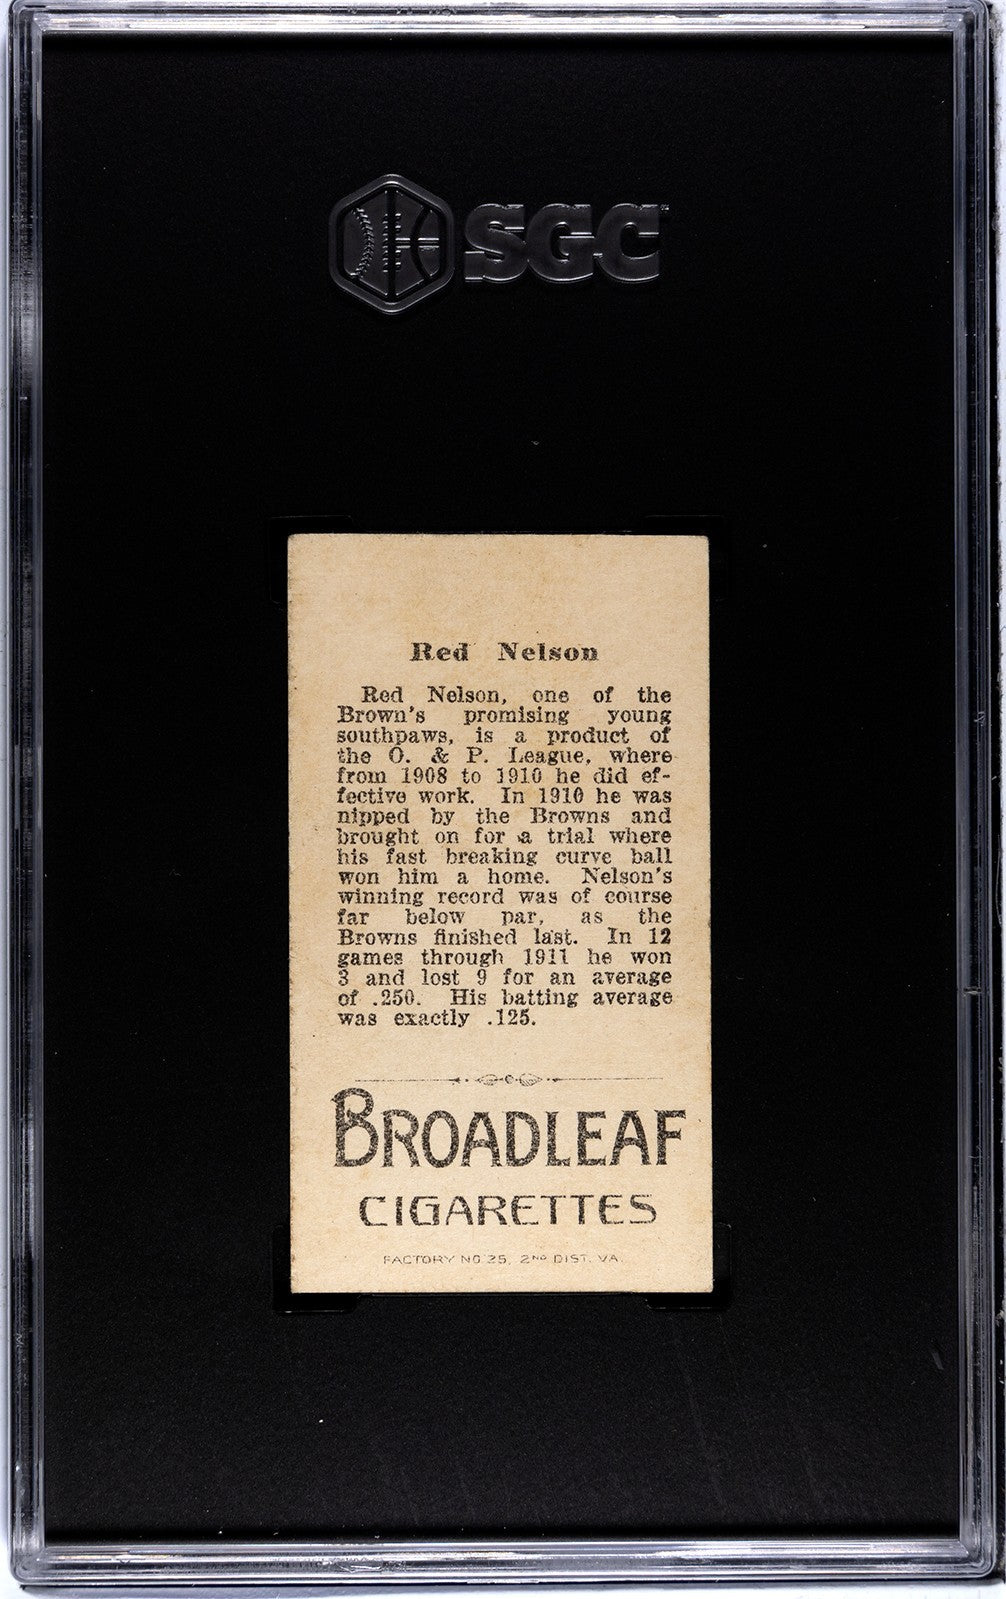 SGC
Red Nelson
Red Nelson, one of the
Brown's promising young
southpaws, is a product of
the O. & P. League, where
from 1908 to 1910 he did ef-
fective work. In 1910 he was
nipped by the Browns and
brought on for a trial where
his fast breaking curve ball
won him a home. Nelson's
winning record was of course
far below par, as the
Browns finished last. In 12
games through 1911 he won
3 and lost 9 for an average
of .250. His batting average
was exactly .125.
BROADLEAF
CIGARETTES
FACTORY NO 25, 2ND DIST. VA.